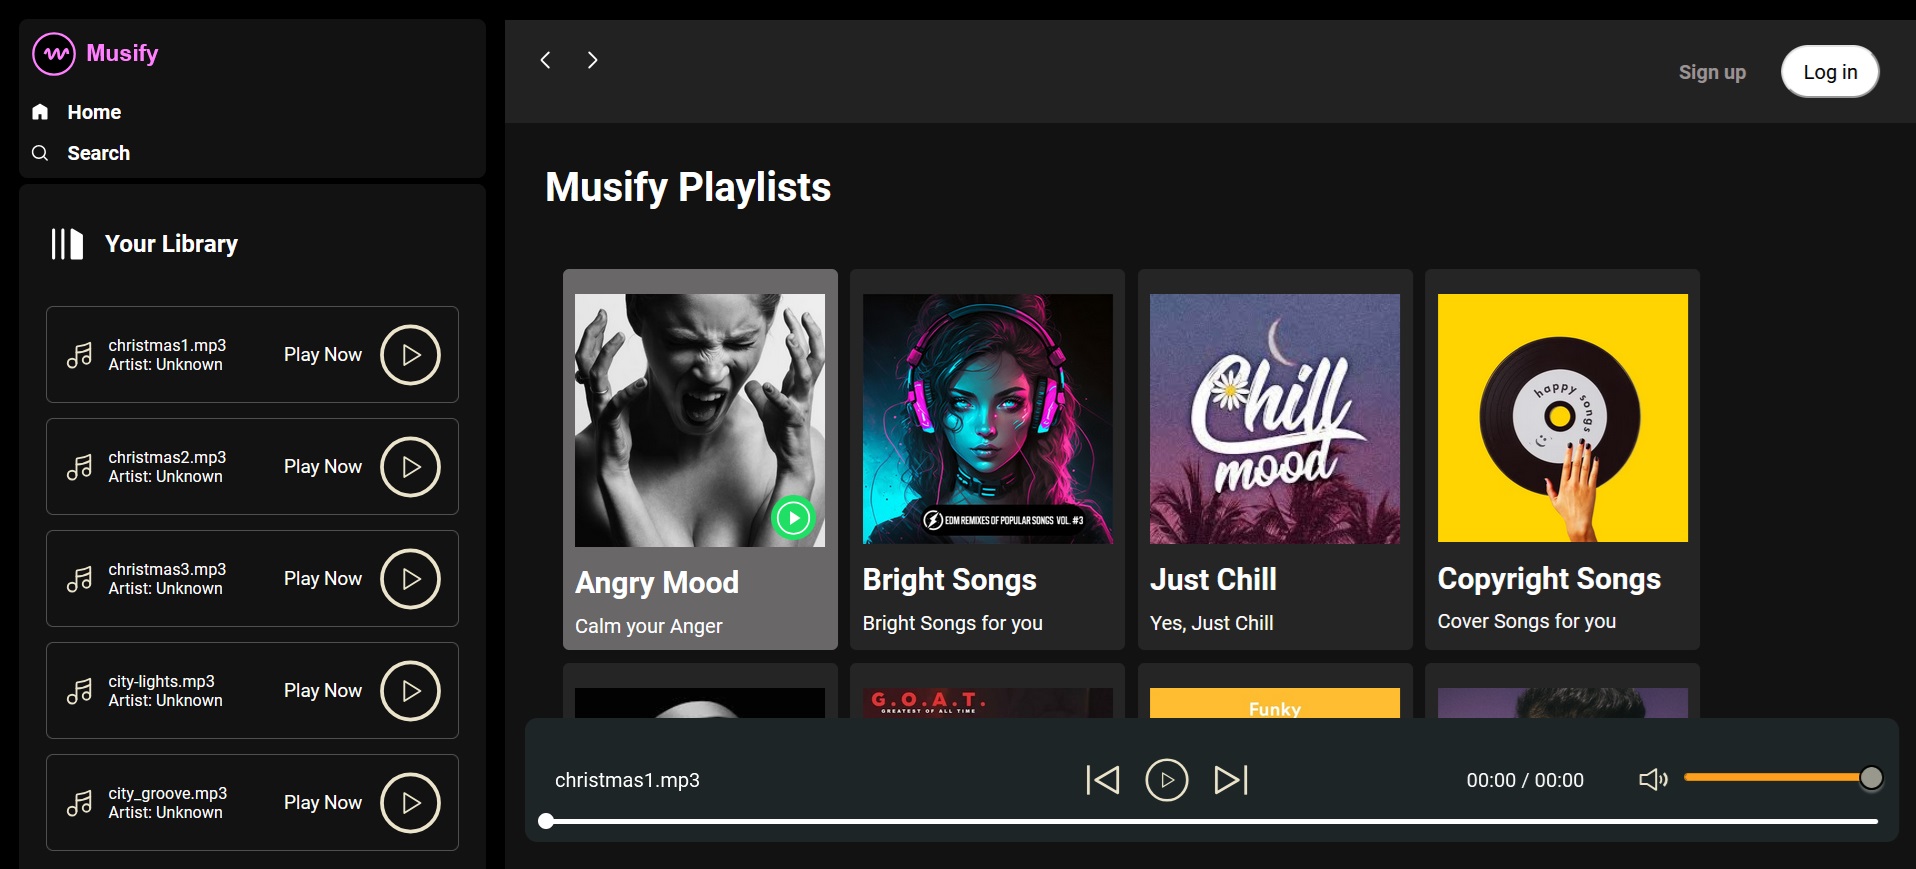 Musify
Home
Search
Your Library
christmas1.mp3
Artist: Unknown
Play Now
christmas2.mp3
Artist: Unknown
Play Now
christmas3.mp3
Artist: Unknown
Play Now
city-lights.mp3
Artist: Unknown
Play Now
city_groove.mp3
Artist: Unknown
Play Now
Sign up
Log in
Musify Playlists
Angry Mood
Calm your Anger
EDM REMIXES OF POPULAR SONGS VOL. #3
Bright Songs
Bright Songs for you
Chill
mood
Just Chill
Yes, Just Chill
happy songs
Copyright Songs
Cover Songs for you
G.O.A.T.
GREATEST OF ALL TIME
Funky
christmas1.mp3
00:00 / 00:00